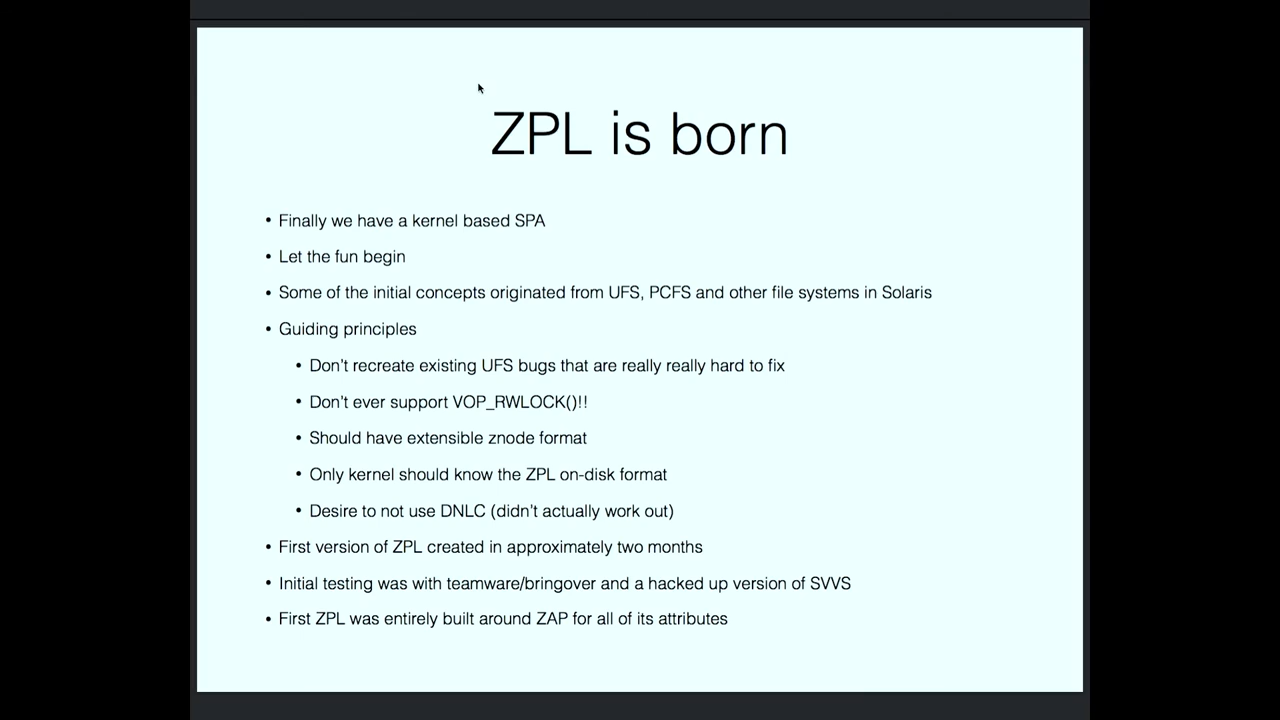 ZPL is born
• Finally we have a kernel based SPA
• Let the fun begin
• Some of the initial concepts originated from UFS, PCFS and other file systems in Solaris
• Guiding principles
• Don't recreate existing UFS bugs that are really really hard to fix
• Don't ever support VOP_RWLOCK()!!
• Should have extensible znode format
• Only kernel should know the ZPL on-disk format
• Desire to not use DNLC (didn't actually work out)
• First version of ZPL created in approximately two months
• Initial testing was with teamware/bringover and a hacked up version of SVVS
• First ZPL was entirely built around ZAP for all of its attributes